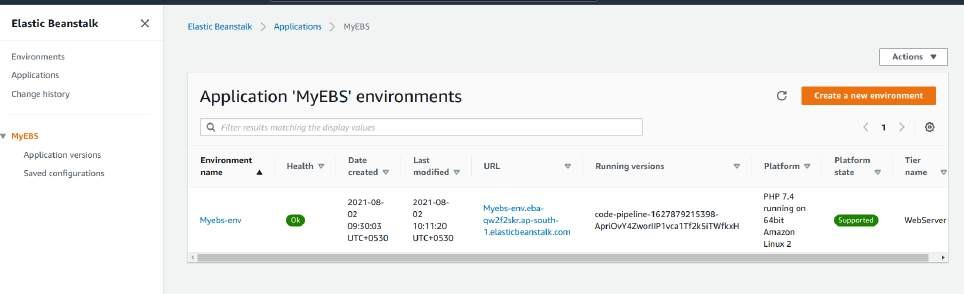 Elastic Beanstalk
Elastic Beanstalk > Applications > MyEBS
Environments
Applications
Change history
MyEBS
Application versions
Saved configurations
Actions
Application 'MyEBS' environments
Create a new environment
Filter results matching the display values
1
Environment name
Health
Date created
Last modified
URL
Running versions
Platform
Platform state
Tier name
Myebs-env
Ok
2021-08-
02
09:30:03
UTC+0530
2021-08-
02
10:11:20
UTC+0530
Myebs-env.eba-
qw2f2skr.ap-south-
1.elasticbeanstalk.com
code-pipeline-1627879215398-
PHP 7.4
running on
64bit
Amazon
Linux 2
Supported
WebServer